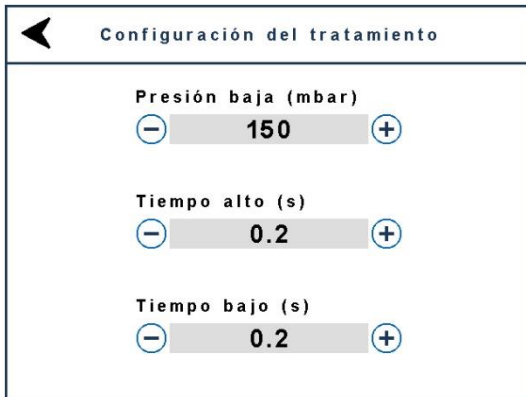 Configuración del tratamiento
Presión baja (mbar)
150
Tiempo alto (s)
0.2
Tiempo bajo (s)
0.2